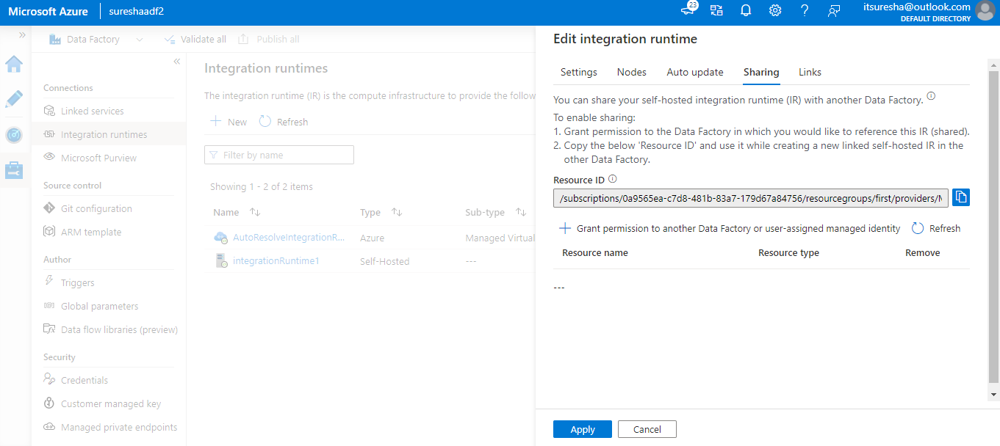 Microsoft Azure
sureshaadf2
23
itsuresha@outlook.com
DEFAULT DIRECTORY
Data Factory
Validate all
Publish all
Connections
Linked services
Integration runtimes
Microsoft Purview
Source control
Git configuration
ARM template
Author
Triggers
Global parameters
Data flow libraries (preview)
Security
Credentials
Customer managed key
Managed private endpoints
Integration runtimes
The integration runtime (IR) is the compute infrastructure to provide the follow
New
Refresh
Filter by name
Showing 1 - 2 of 2 items
Name Type Sub-type
AutoResolveIntegrationR... Azure Managed Virtual
integrationRuntime1 Self-Hosted ---
Edit integration runtime
Settings Nodes Auto update Sharing Links
You can share your self-hosted integration runtime (IR) with another Data Factory.
To enable sharing:
1. Grant permission to the Data Factory in which you would like to reference this IR (shared).
2. Copy the below 'Resource ID' and use it while creating a new linked self-hosted IR in the
other Data Factory.
Resource ID
/subscriptions/0a9565ea-c7d8-481b-83a7-179d67a84756/resourcegroups/first/providers/
Grant permission to another Data Factory or user-assigned managed identity
Refresh
Resource name Resource type Remove
---
Apply
Cancel